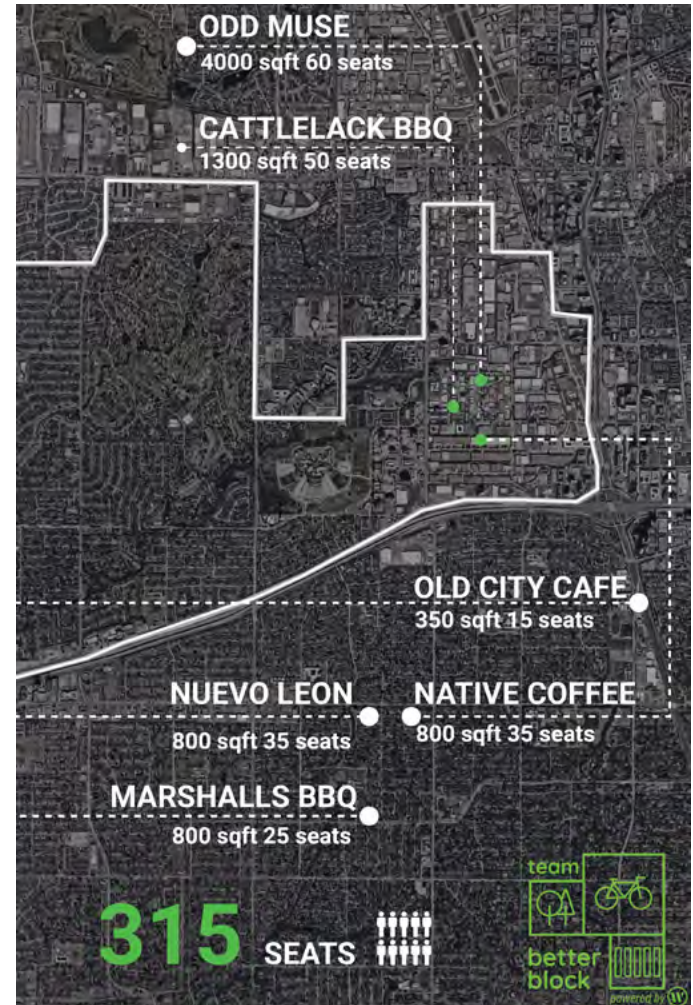 ODD MUSE
4000 sqft 60 seats
CATTLELACK BBQ
1300 sqft 50 seats
OLD CITY CAFE
350 sqft 15 seats
NUEVO LEON
800 sqft 35 seats
NATIVE COFFEE
800 sqft 35 seats
MARSHALLS BBQ
800 sqft 25 seats
315 SEATS
team
better
block
powered by W